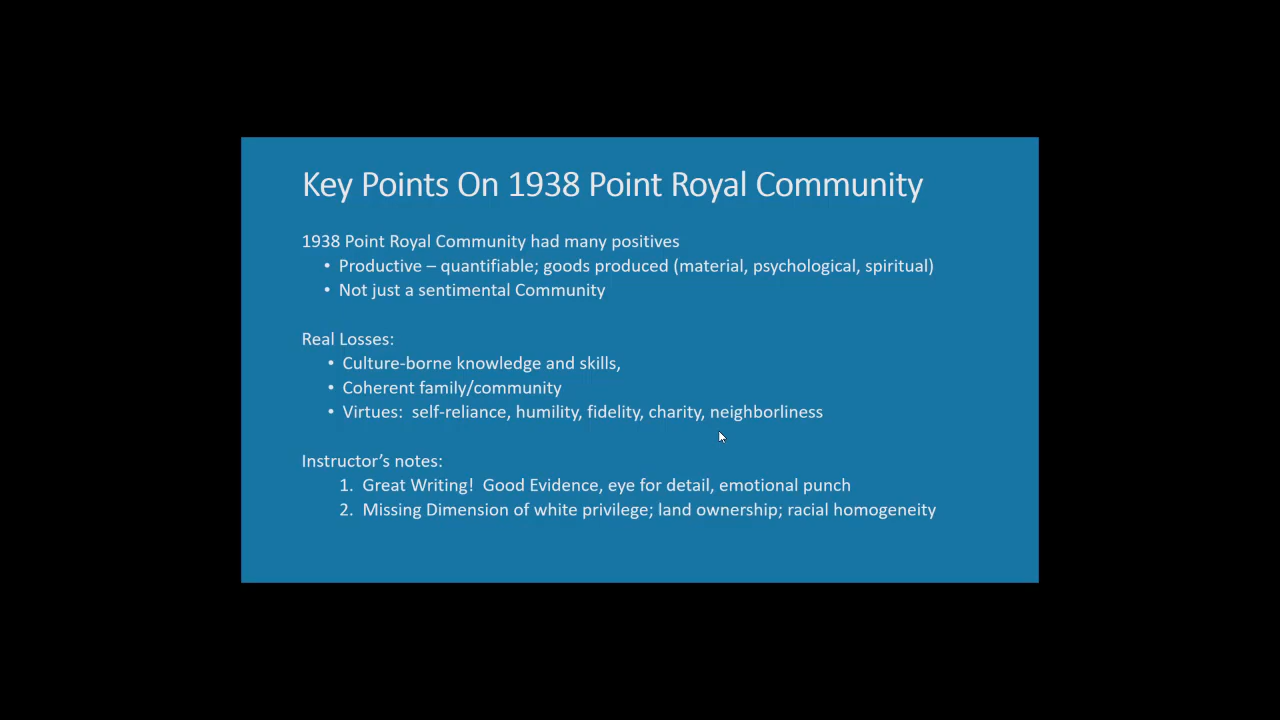 Key Points On 1938 Point Royal Community
1938 Point Royal Community had many positives
• Productive – quantifiable; goods produced (material, psychological, spiritual)
• Not just a sentimental Community
Real Losses:
• Culture-borne knowledge and skills,
• Coherent family/community
• Virtues:  self-reliance, humility, fidelity, charity, neighborliness
Instructor’s notes:
1. Great Writing!  Good Evidence, eye for detail, emotional punch
2. Missing Dimension of white privilege; land ownership; racial homogeneity